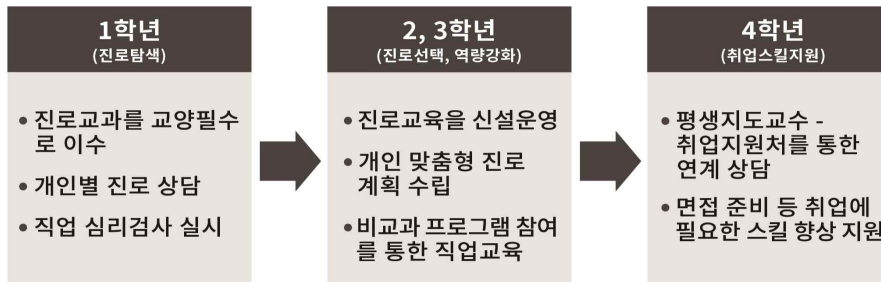 1학년
(진로탐색)
• 진로교과를 교양필수
로 이수
• 개인별 진로 상담
• 직업 심리검사 실시
2, 3학년
(진로선택, 역량강화)
• 진로교육을 신설운영
• 개인 맞춤형 진로
계획 수립
• 비교과 프로그램 참여
를 통한 직업교육
4학년
(취업스킬지원)
• 평생지도교수 -
취업지원처를 통한
연계 상담
• 면접 준비 등 취업에
필요한 스킬 향상 지원